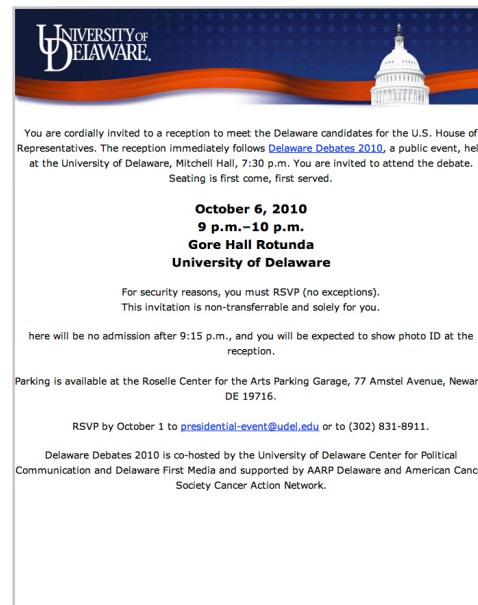 UNIVERSITY OF
DELAWARE.
You are cordially invited to a reception to meet the Delaware candidates for the U.S. House of
Representatives. The reception immediately follows Delaware Debates 2010, a public event, hel
at the University of Delaware, Mitchell Hall, 7:30 p.m. You are invited to attend the debate.
Seating is first come, first served.
October 6, 2010
9 p.m.–10 p.m.
Gore Hall Rotunda
University of Delaware
For security reasons, you must RSVP (no exceptions).
This invitation is non-transferrable and solely for you.
here will be no admission after 9:15 p.m., and you will be expected to show photo ID at the
reception.
Parking is available at the Roselle Center for the Arts Parking Garage, 77 Amstel Avenue, Newar
DE 19716.
RSVP by October 1 to presidential-event@udel.edu or to (302) 831-8911.
Delaware Debates 2010 is co-hosted by the University of Delaware Center for Political
Communication and Delaware First Media and supported by AARP Delaware and American Canc
Society Cancer Action Network.